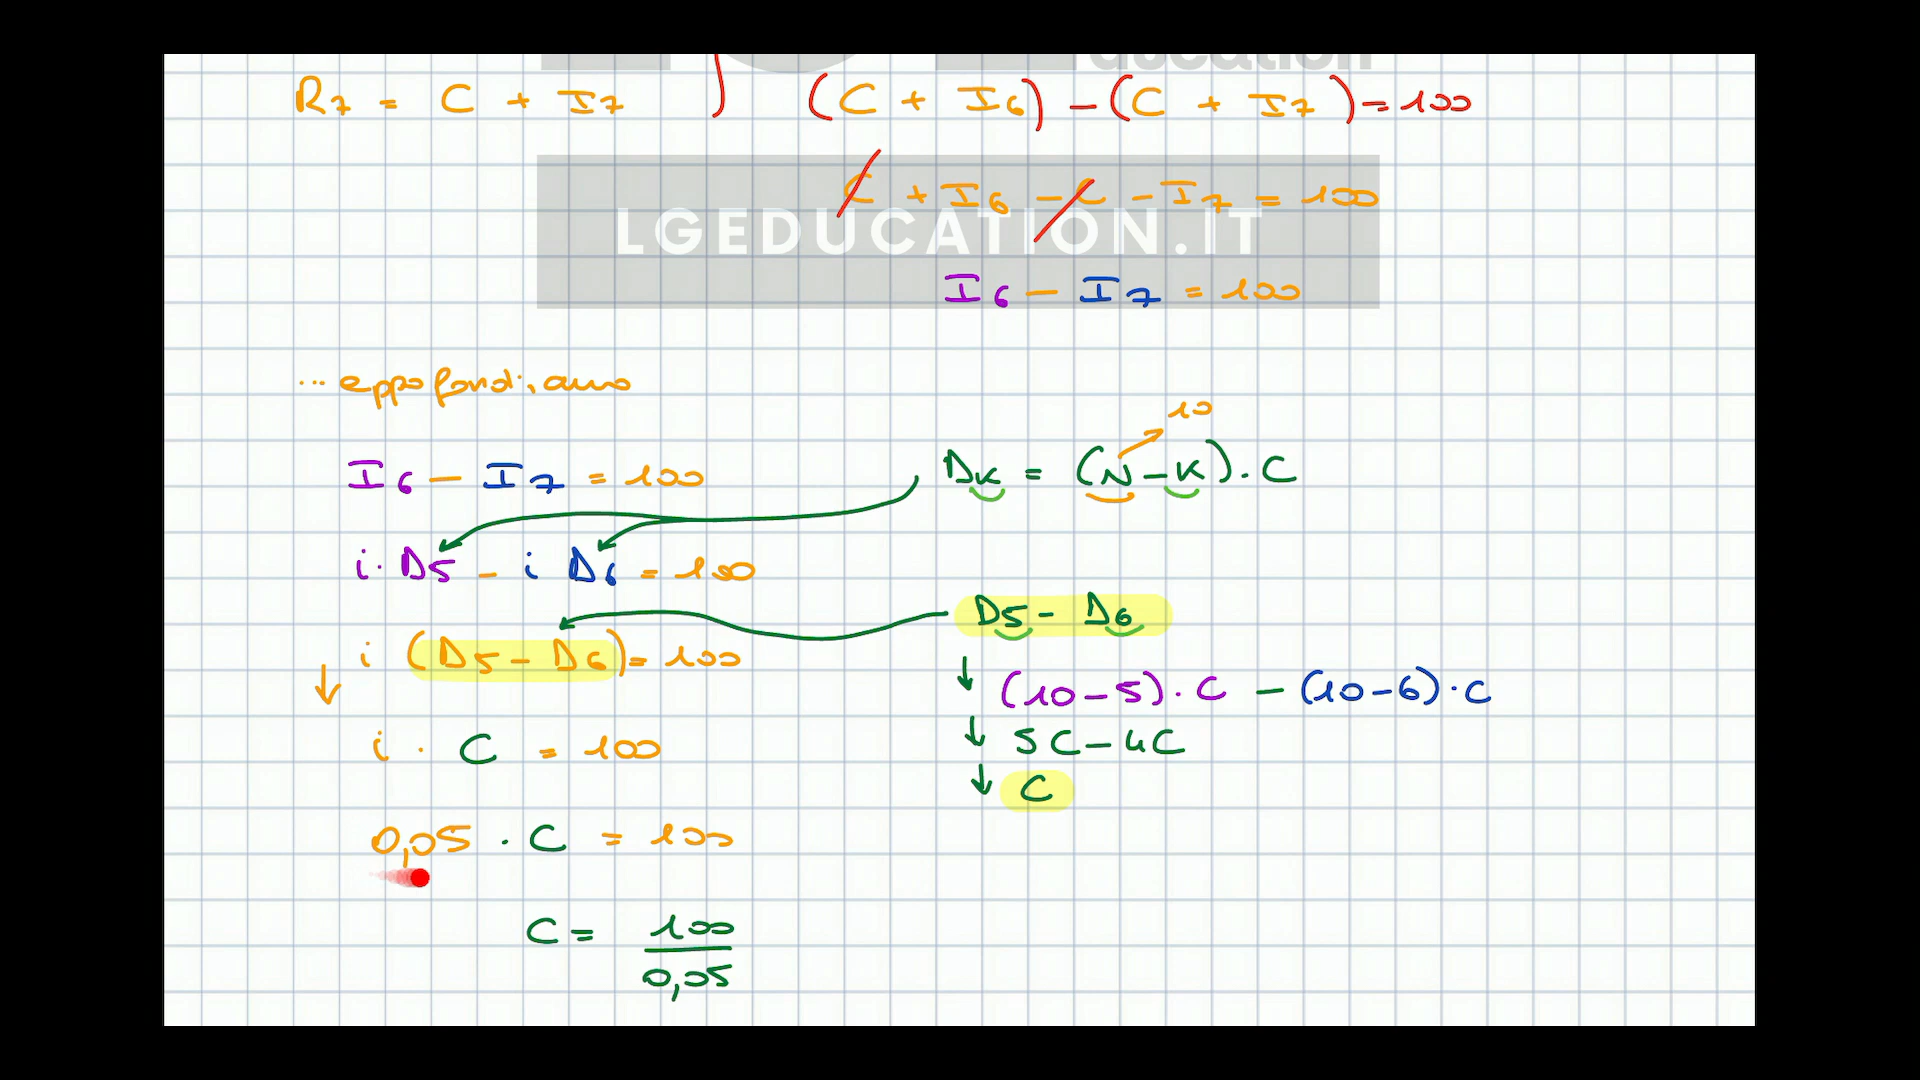 R7 = C + I7 ) (C + I6) - (C + I7) = 100
C + I6 - C - I7 = 100
LGEDUCATION.IT
I6 - I7 = 100
... appofondiamo
10
I6 - I7 = 100
DK = (N - K) · C
i · D5 - i D6 = 100
D5 - D6
i (D5 - D6) = 100
(10 - 5) · C - (10 - 6) · C
i · C = 100
5C - 4C
C
0,05 · C = 100
C = 100
0,05